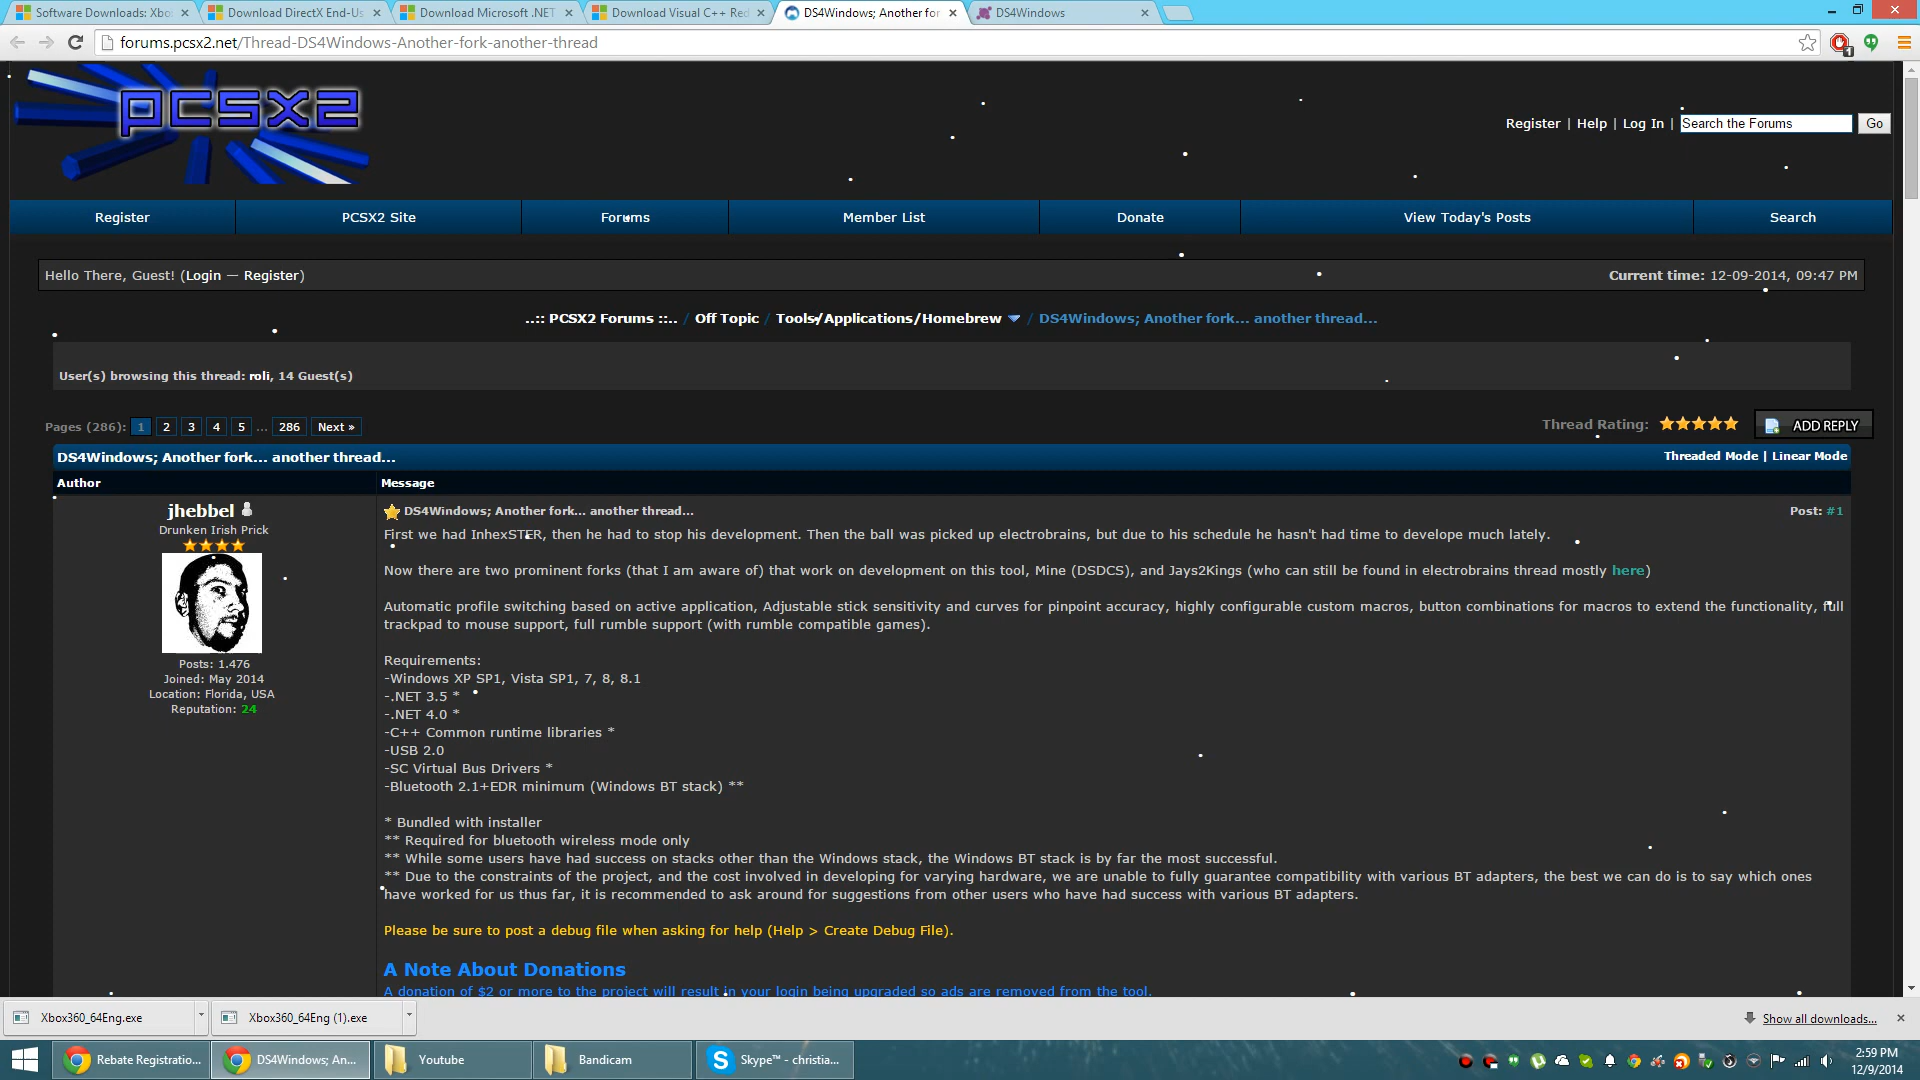 Software Downloads: Xbo
Download DirectX End-Us
Download Microsoft .NET
Download Visual C++ Red
DS4Windows; Another for
DS4Windows
forums.pcsx2.net/Thread-DS4Windows-Another-fork-another-thread
1
PCSX2
Register | Help | Log In | Search the Forums Go
Register PCSX2 Site Forums Member List Donate View Today's Posts Search
Hello There, Guest! (Login — Register)
Current time: 12-09-2014, 09:47 PM
..:: PCSX2 Forums ::.. / Off Topic / Tools/Applications/Homebrew / DS4Windows; Another fork... another thread...
User(s) browsing this thread: roli, 14 Guest(s)
Pages (286): 1 2 3 4 5 ... 286 Next »
Thread Rating:
ADD REPLY
DS4Windows; Another fork... another thread...
Threaded Mode | Linear Mode
Author
Message
jhebbel
Drunken Irish Prick
Posts: 1.476
Joined: May 2014
Location: Florida, USA
Reputation: 24
DS4Windows; Another fork... another thread...
Post: #1
First we had InhexSTER, then he had to stop his development. Then the ball was picked up electrobrains, but due to his schedule he hasn't had time to develope much lately.
Now there are two prominent forks (that I am aware of) that work on development on this tool, Mine (DSDCS), and Jays2Kings (who can still be found in electrobrains thread mostly here)
Automatic profile switching based on active application, Adjustable stick sensitivity and curves for pinpoint accuracy, highly configurable custom macros, button combinations for macros to extend the functionality, full
trackpad to mouse support, full rumble support (with rumble compatible games).
Requirements:
-Windows XP SP1, Vista SP1, 7, 8, 8.1
-.NET 3.5 *
-.NET 4.0 *
-C++ Common runtime libraries *
-USB 2.0
-SC Virtual Bus Drivers *
-Bluetooth 2.1+EDR minimum (Windows BT stack) **
* Bundled with installer
** Required for bluetooth wireless mode only
** While some users have had success on stacks other than the Windows stack, the Windows BT stack is by far the most successful.
** Due to the constraints of the project, and the cost involved in developing for varying hardware, we are unable to fully guarantee compatibility with various BT adapters, the best we can do is to say which ones
have worked for us thus far, it is recommended to ask around for suggestions from other users who have had success with various BT adapters.
Please be sure to post a debug file when asking for help (Help > Create Debug File).
A Note About Donations
A donation of $2 or more to the project will result in your login being upgraded so ads are removed from the tool.
Xbox360_64Eng.exe
Xbox360_64Eng (1).exe
Show all downloads...
Rebate Registratio...
DS4Windows; An...
Youtube
Bandicam
Skype™ - christia...
2:59 PM
12/9/2014